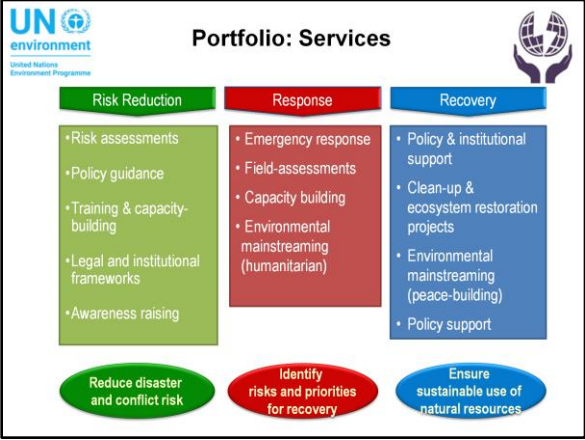 UN
environment
United Nations
Environment Programme
Portfolio: Services
Risk Reduction
•Risk assessments
•Policy guidance
•Training & capacity-
building
•Legal and institutional
frameworks
•Awareness raising
Reduce disaster
and conflict risk
Response
• Emergency response
• Field-assessments
• Capacity building
• Environmental
mainstreaming
(humanitarian)
Identify
risks and priorities
for recovery
Recovery
• Policy & institutional
support
• Clean-up &
ecosystem restoration
projects
• Environmental
mainstreaming
(peace-building)
• Policy support
Ensure
sustainable use of
natural resources